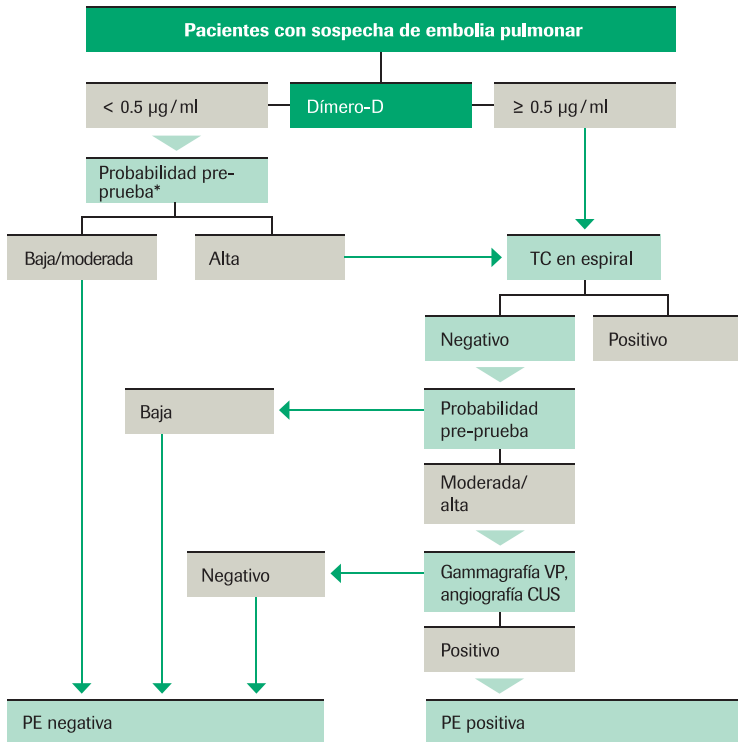 Pacientes con sospecha de embolia pulmonar
< 0.5 µg / ml
Dímero-D
≥ 0.5 µg / ml
Probabilidad pre-
prueba*
Baja/moderada
Alta
TC en espiral
Negativo
Positivo
Baja
Probabilidad
pre-prueba
Moderada/
alta
Negativo
Gammagrafía VP,
angiografía CUS
Positivo
PE negativa
PE positiva